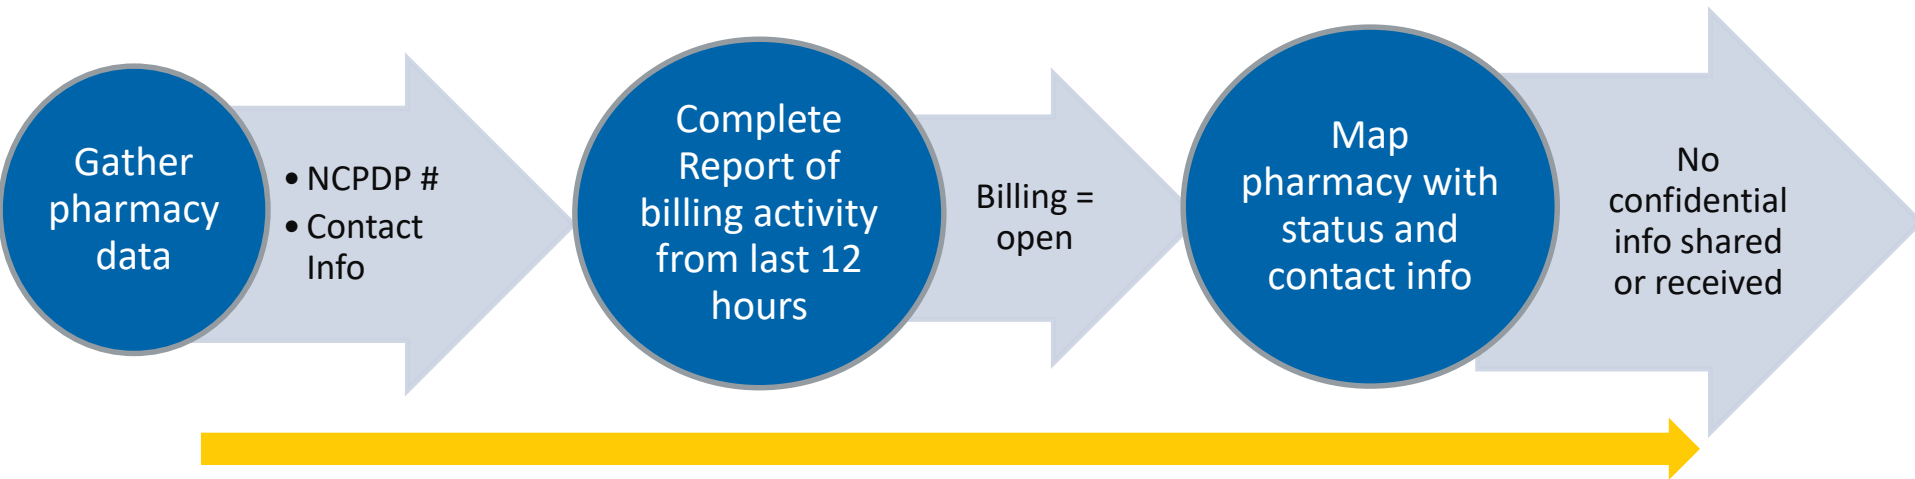 Gather
pharmacy
data
• NCPDP #
• Contact
Info
Complete
Report of
billing activity
from last 12
hours
Billing =
open
Map
pharmacy with
status and
contact info
No
confidential
info shared
or received